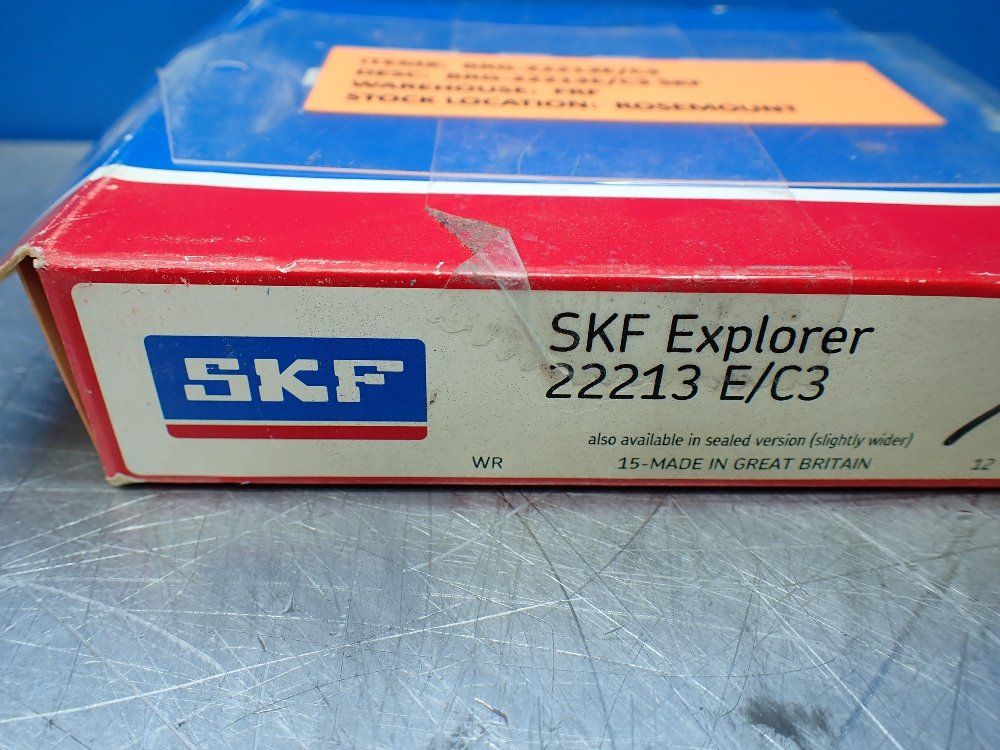 WAREHOUSE: FBF
STOCK LOCATION: ROSEMOUNT
SKF
SKF Explorer
22213 E/C3
also available in sealed version (slightly wider)
WR
15-MADE IN GREAT BRITAIN
12